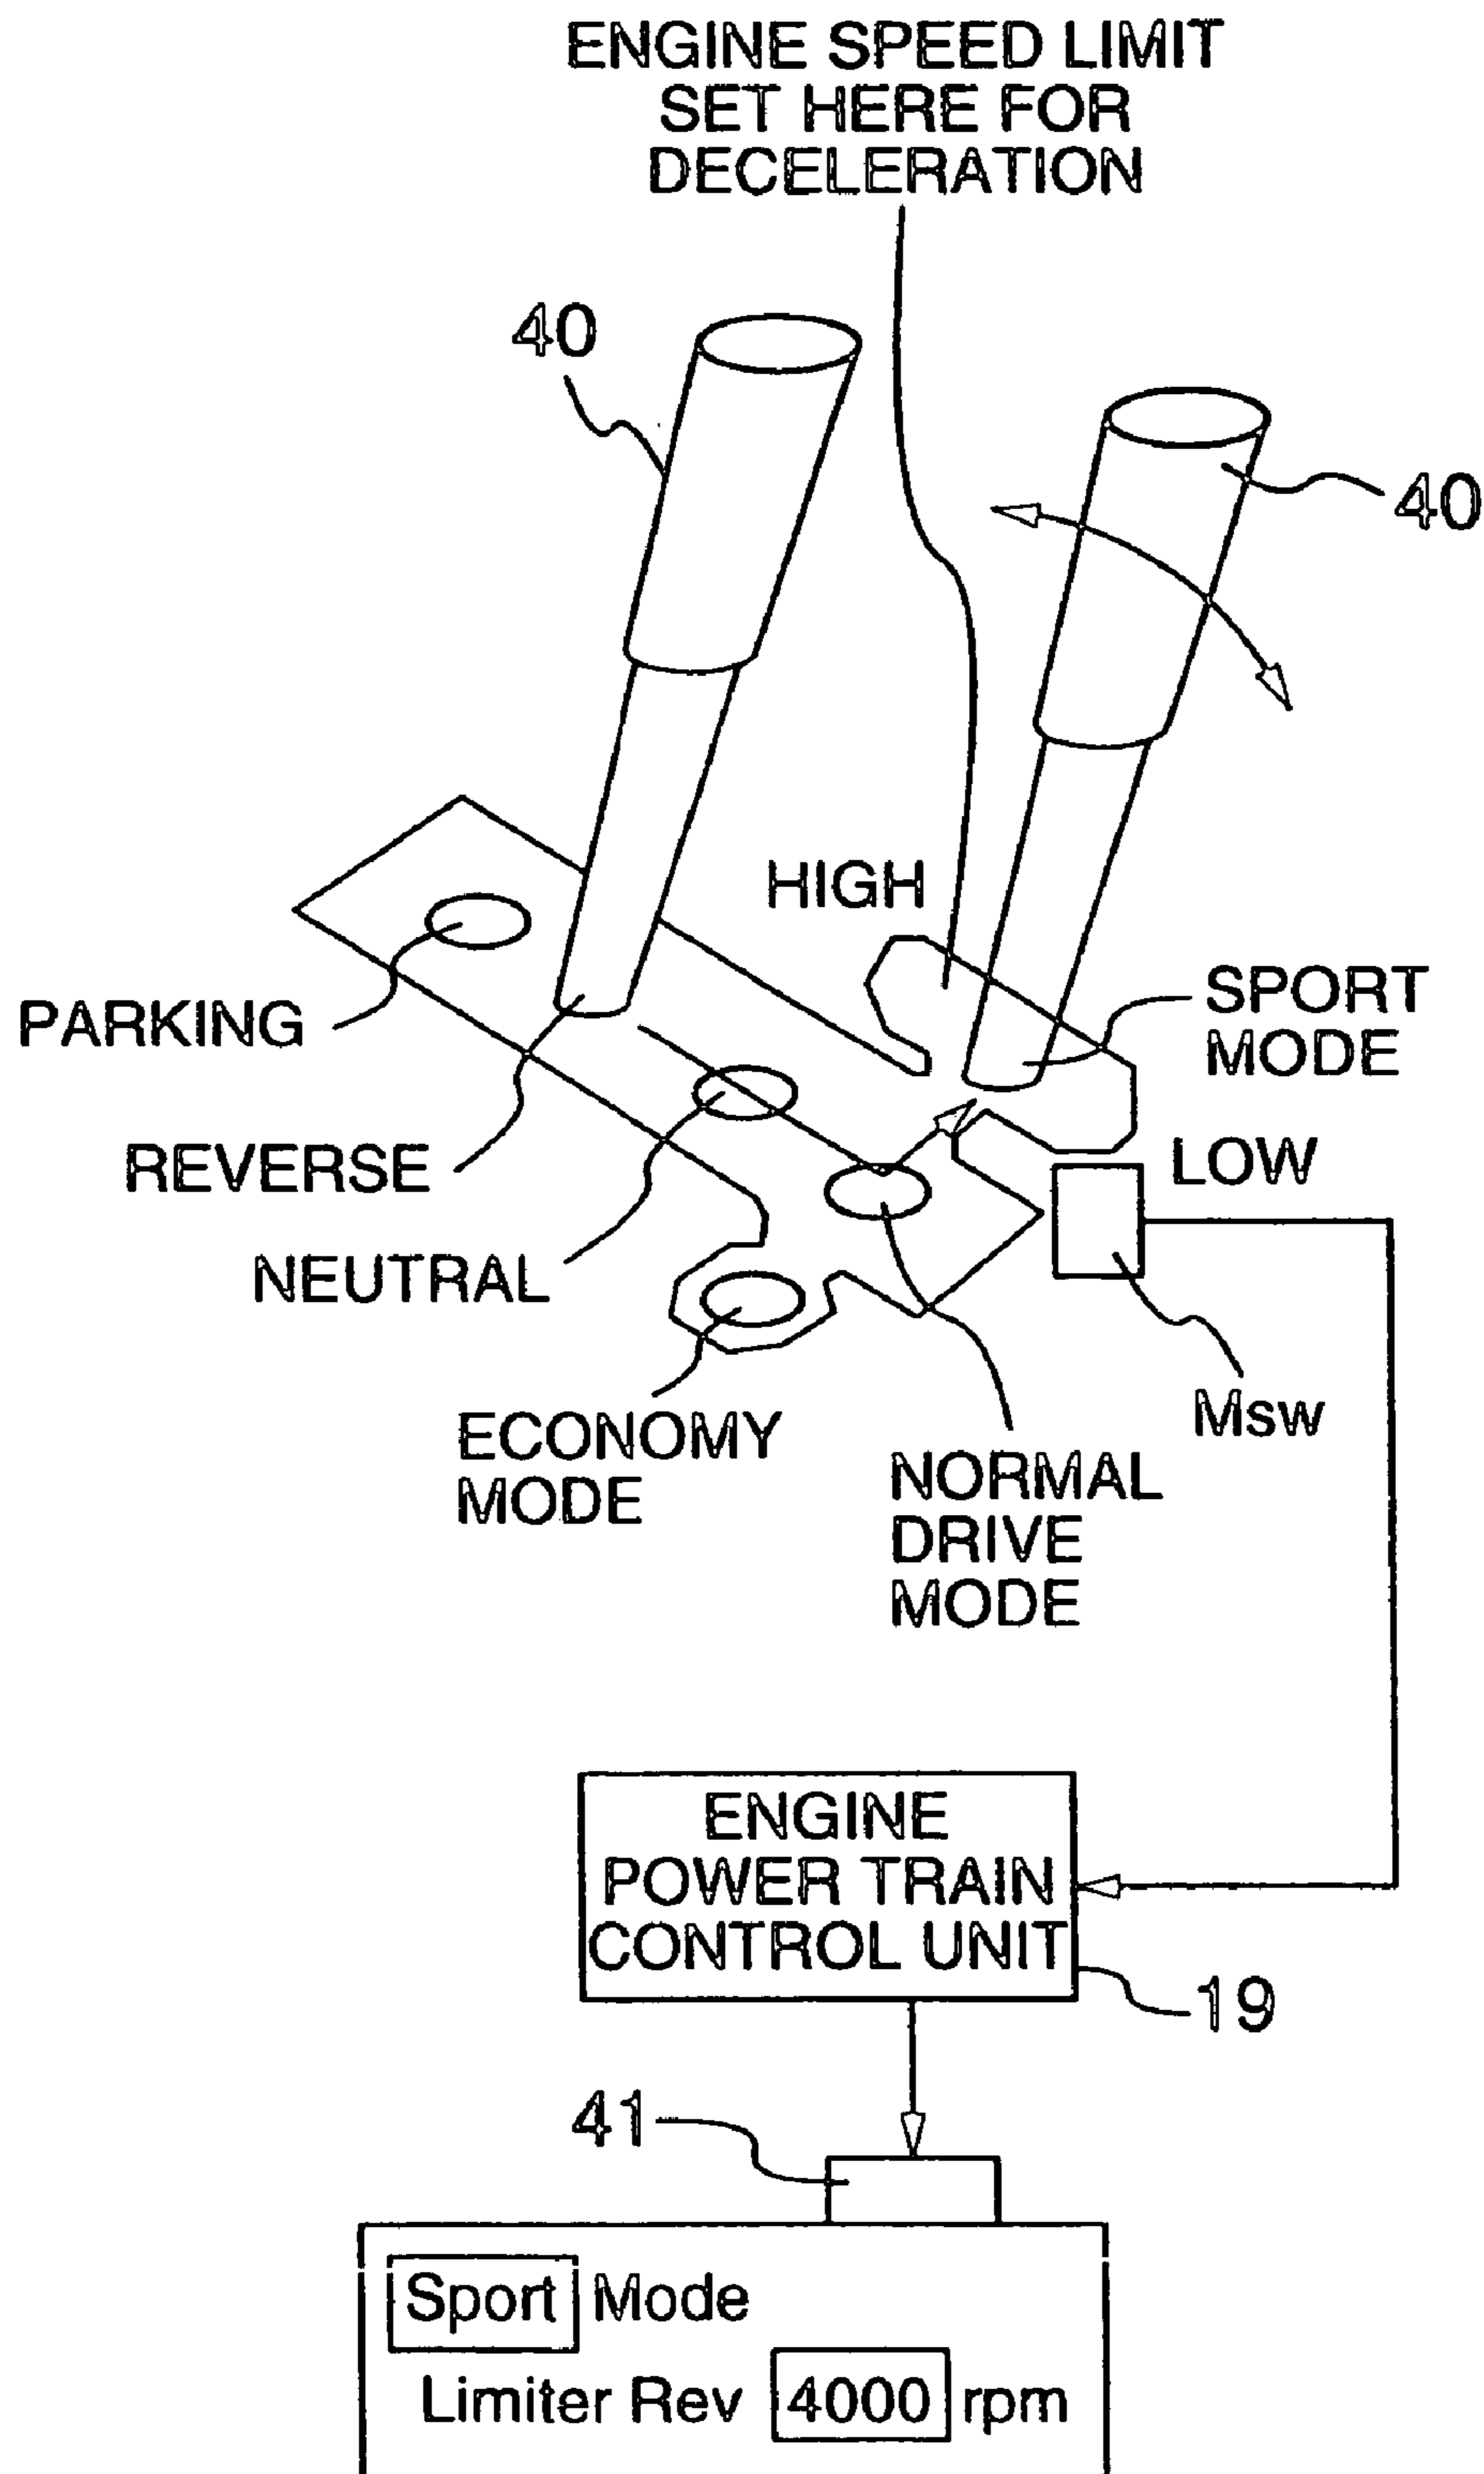 ENGINE SPEED LIMIT
SET HERE FOR
DECELERATION
40
40
HIGH
SPORT
MODE
PARKING
REVERSE
LOW
NEUTRAL
Msw
ECONOMY
MODE
NORMAL
DRIVE
MODE
ENGINE
POWER TRAIN
CONTROL UNIT
19
41
Sport Mode
Limiter Rev 4000 rpm